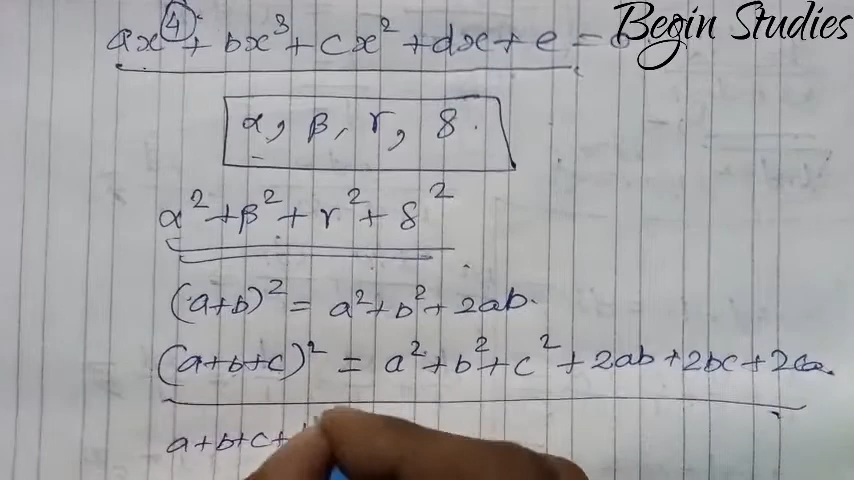 Begin Studies
ax⁴ + bx³ + cx² + dx + e = 0
α, β, γ, δ.
α² + β² + γ² + δ²
(a+b)² = a² + b² + 2ab.
(a+b+c)² = a² + b² + c² + 2ab + 2bc + 2ca.
a+b+c+